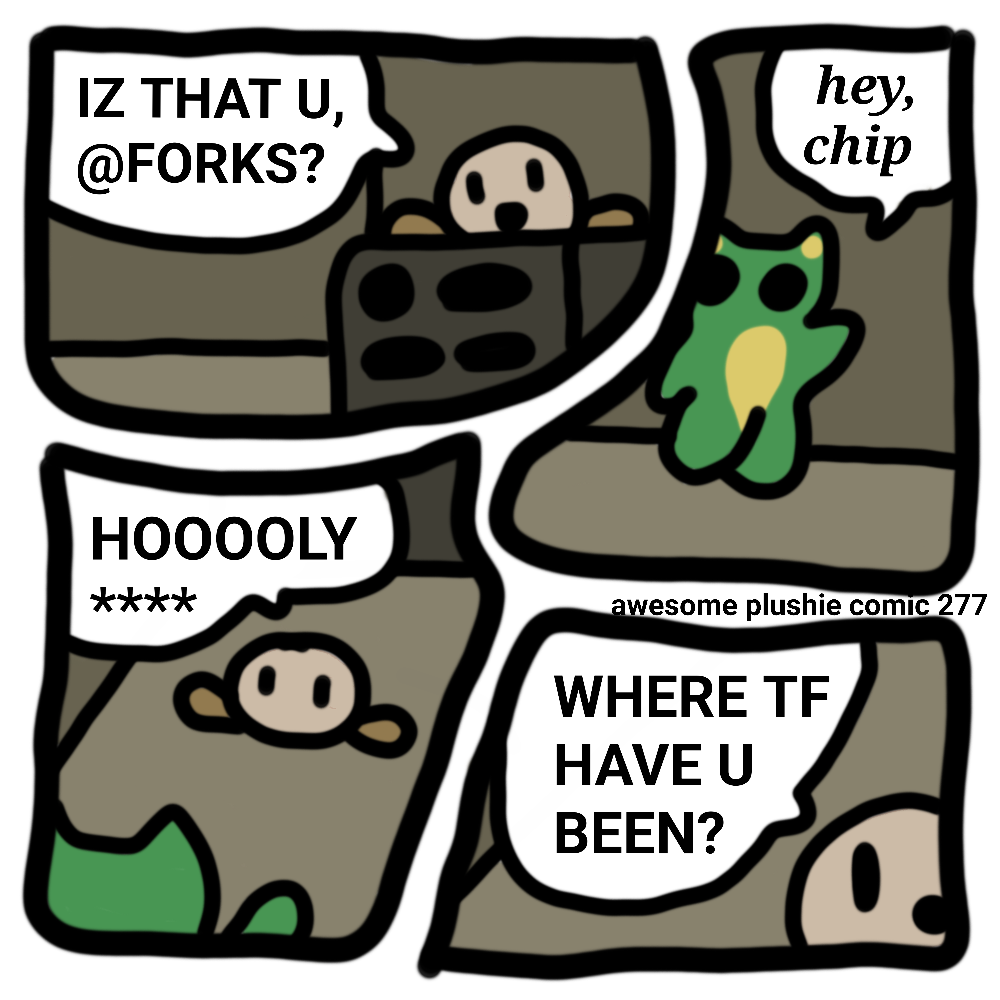 IZ THAT U,
@FORKS?
hey,
chip
HOOOOLY
****
awesome plushie comic 277
WHERE TF
HAVE U
BEEN?